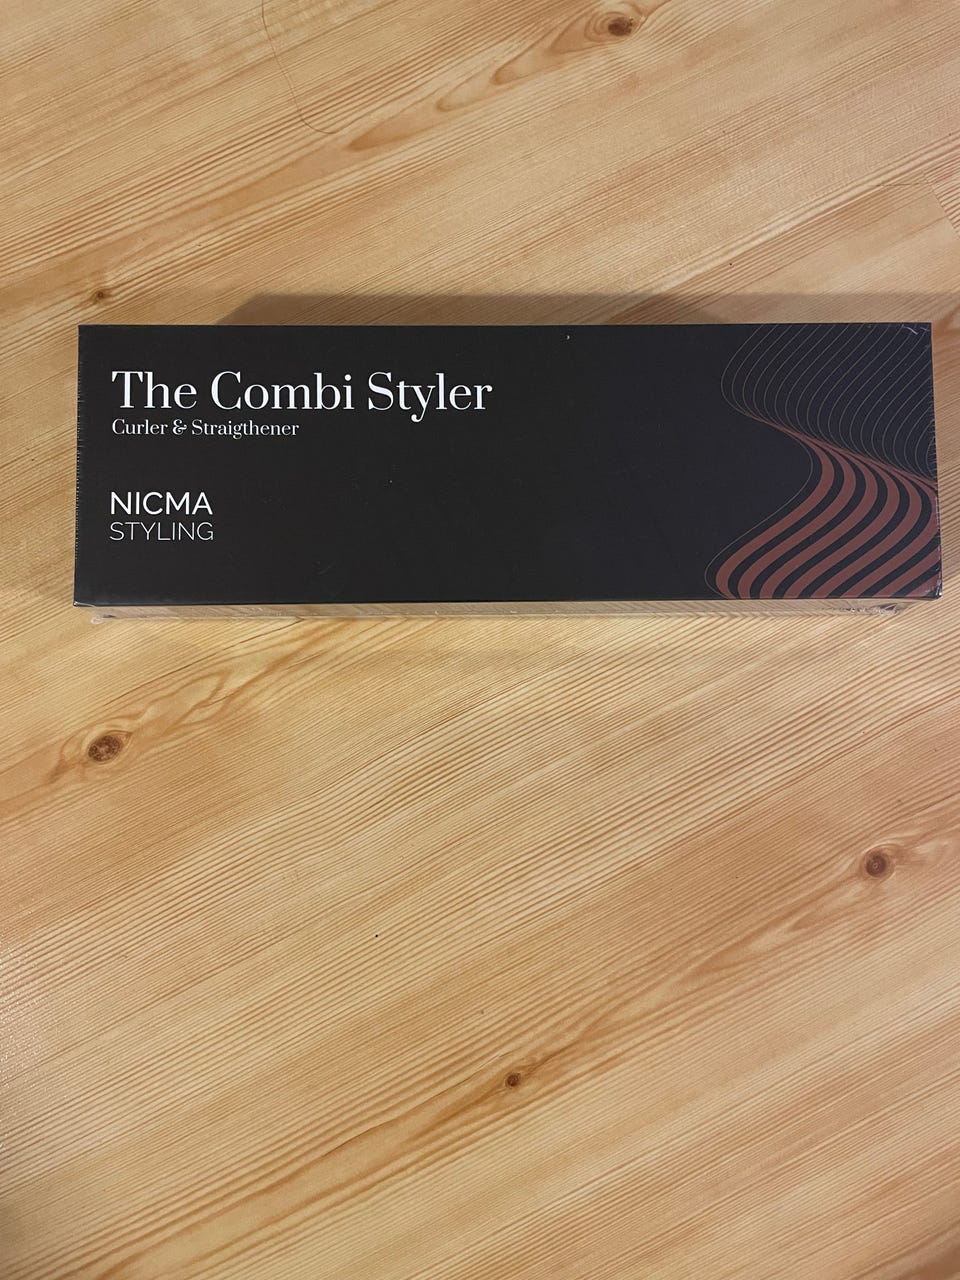 The Combi Styler
Curler & Straigthener
NICMA
STYLING